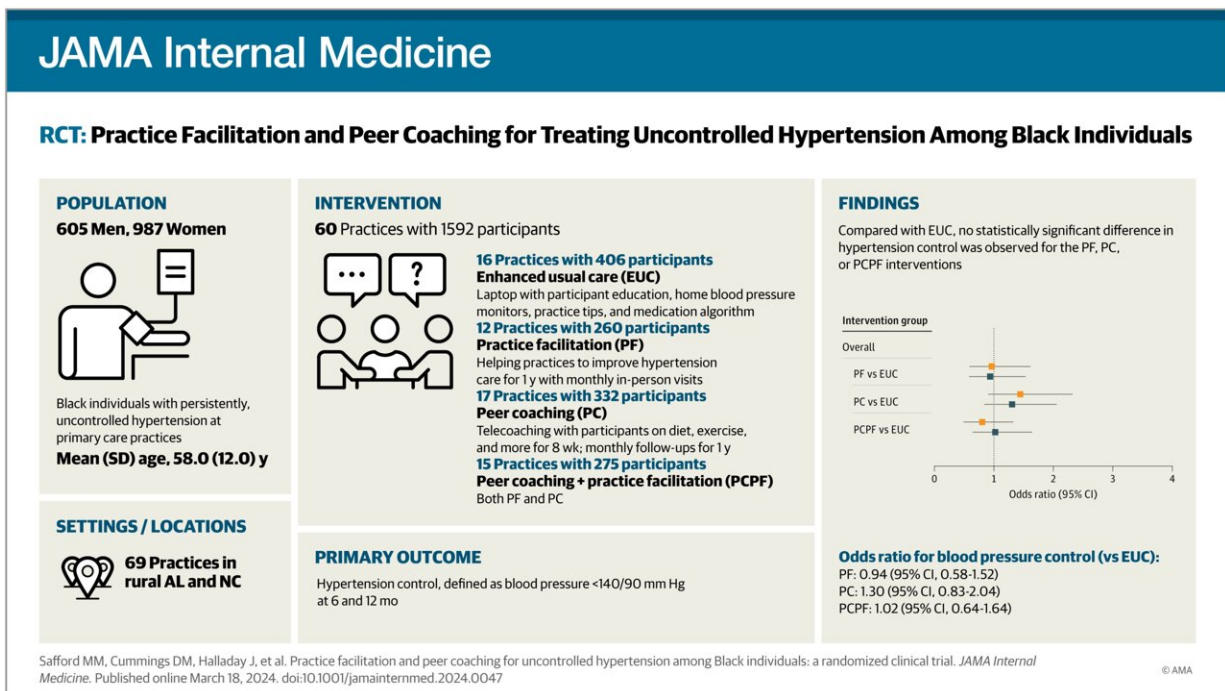 JAMA Internal Medicine
RCT: Practice Facilitation and Peer Coaching for Treating Uncontrolled Hypertension Among Black Individuals
POPULATION
605 Men, 987 Women
Black individuals with persistently,
uncontrolled hypertension at
primary care practices
Mean (SD) age, 58.0 (12.0) y
SETTINGS / LOCATIONS
69 Practices in
rural AL and NC
INTERVENTION
60 Practices with 1592 participants
...
?
16 Practices with 406 participants
Enhanced usual care (EUC)
Laptop with participant education, home blood pressure
monitors, practice tips, and medication algorithm
12 Practices with 260 participants
Practice facilitation (PF)
Helping practices to improve hypertension
care for 1 y with monthly in-person visits
17 Practices with 332 participants
Peer coaching (PC)
Telecoaching with participants on diet, exercise,
and more for 8 wk; monthly follow-ups for 1 y
15 Practices with 275 participants
Peer coaching + practice facilitation (PCPF)
Both PF and PC
PRIMARY OUTCOME
Hypertension control, defined as blood pressure <140/90 mm Hg
at 6 and 12 mo
FINDINGS
Compared with EUC, no statistically significant difference in
hypertension control was observed for the PF, PC,
or PCPF interventions
Intervention group
Overall
PF vs EUC
PC vs EUC
PCPF vs EUC
0 1 2 3 4
Odds ratio (95% CI)
Odds ratio for blood pressure control (vs EUC):
PF: 0.94 (95% CI, 0.58-1.52)
PC: 1.30 (95% CI, 0.83-2.04)
PCPF: 1.02 (95% CI, 0.64-1.64)
Safford MM, Cummings DM, Halladay J, et al. Practice facilitation and peer coaching for uncontrolled hypertension among Black individuals: a randomized clinical trial. JAMA Internal
Medicine. Published online March 18, 2024. doi:10.1001/jamainternmed.2024.0047
© AMA